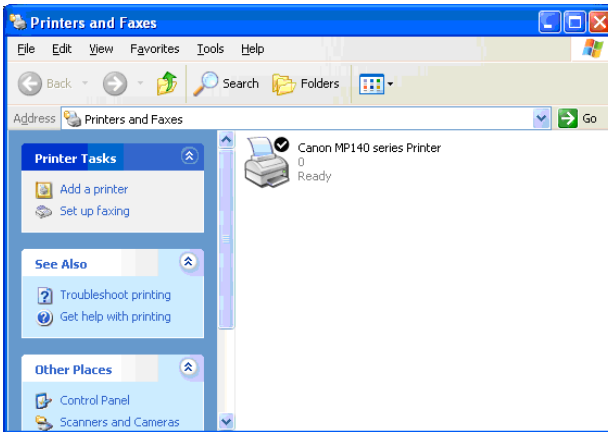 Printers and Faxes
File Edit View Favorites Tools Help
Back Search Folders
Address Printers and Faxes Go
Printer Tasks
Add a printer
Set up faxing
See Also
Troubleshoot printing
Get help with printing
Other Places
Control Panel
Scanners and Cameras
Canon MP140 series Printer
0
Ready